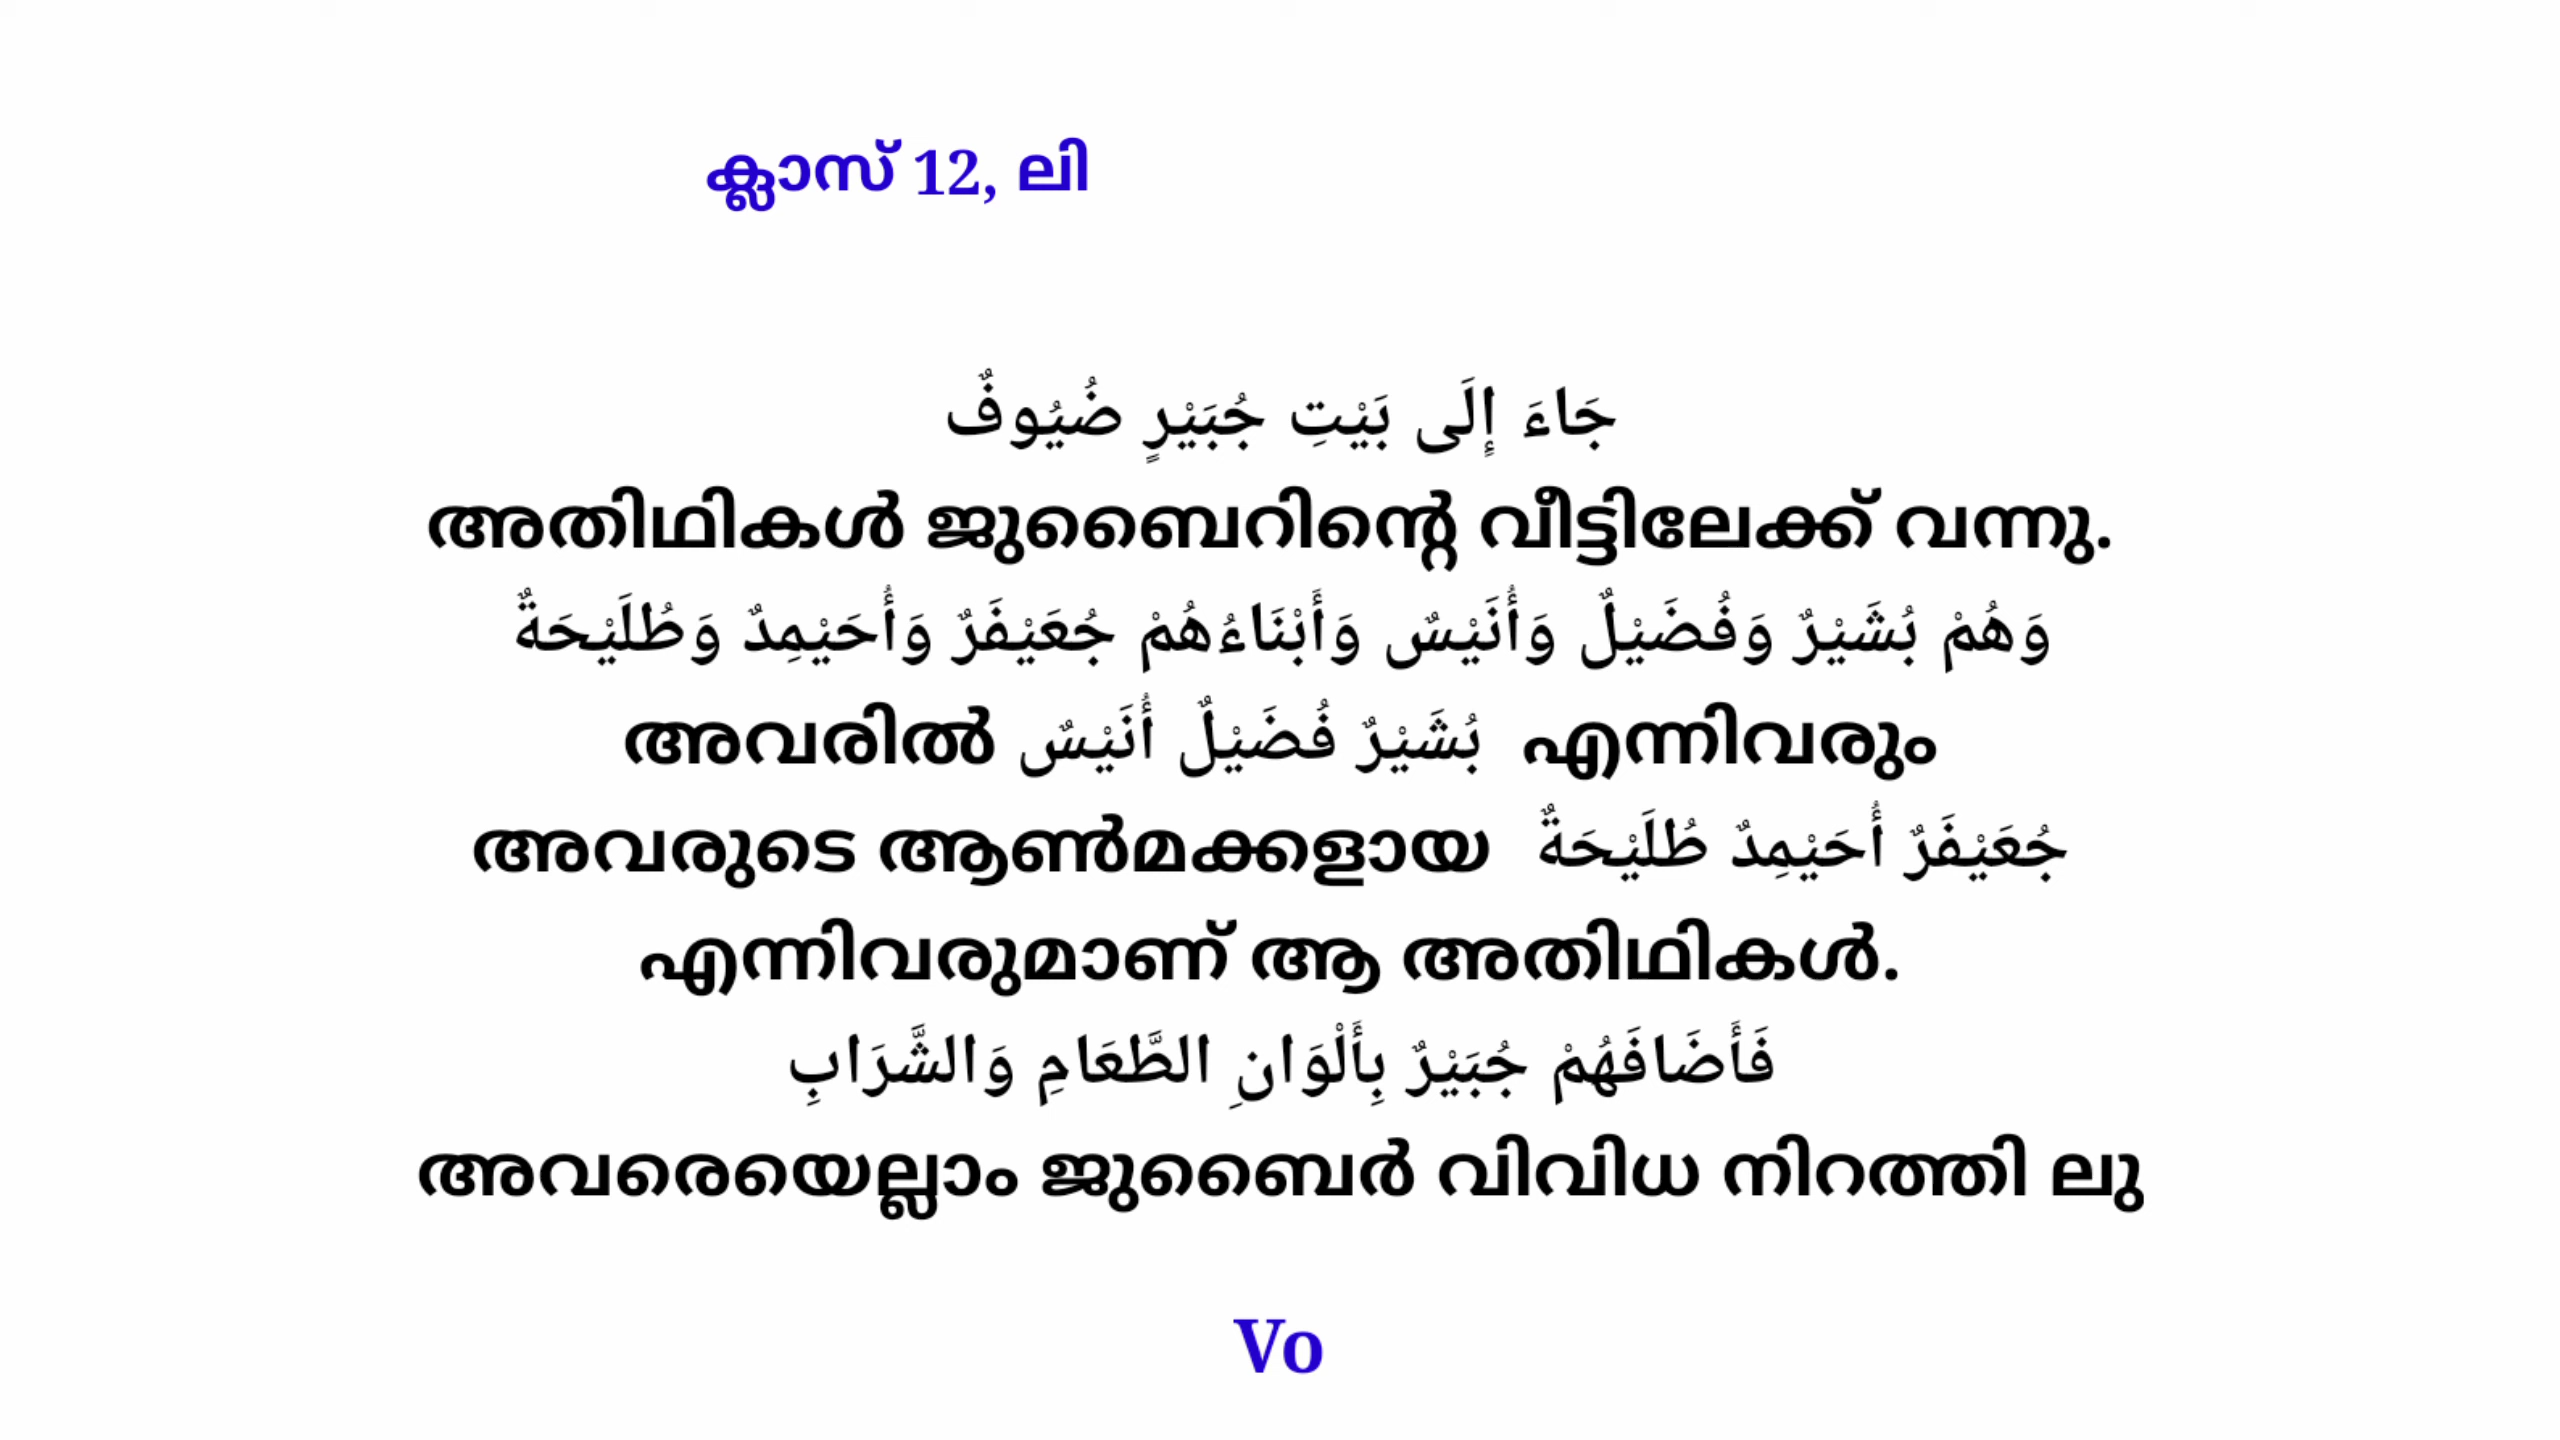 ക്ലാസ് 12, ലി
جَاءَ إِلَى بَيْتِ جُبَيْرٍ ضُيُوفٌ
അതിഥികൾ ജുബൈറിന്റെ വീട്ടിലേക്ക് വന്നു.
وَهُمْ بُشَيْرٌ وَفُضَيْلٌ وَأُنَيْسٌ وَأَبْنَاءُهُمْ جُعَيْفَرٌ وَأُحَيْمِدٌ وَطُلَيْحَةٌ
അവരിൽ بُشَيْرٌ فُضَيْلٌ أُنَيْسٌ എന്നിവരും
അവരുടെ ആൺമക്കളായ جُعَيْفَرٌ أُحَيْمِدٌ طُلَيْحَةٌ
എന്നിവരുമാണ് ആ അതിഥികൾ.
فَأَضَافَهُمْ جُبَيْرٌ بِأَلْوَانِ الطَّعَامِ وَالشَّرَابِ
അവരെയെല്ലാം ജുബൈർ വിവിധ നിറത്തി ലു
Vo